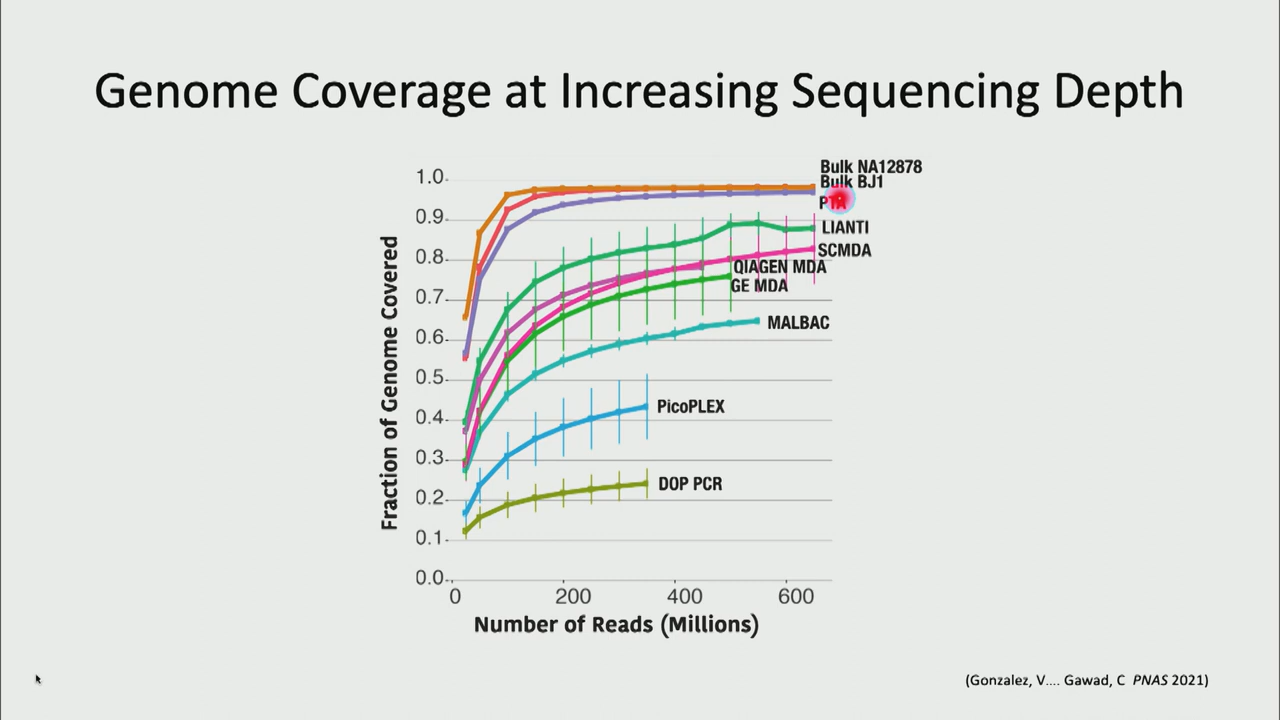 Genome Coverage at Increasing Sequencing Depth
Bulk NA12878
Bulk BJ1
PTA
LIANTI
SCMDA
QIAGEN MDA
GE MDA
MALBAC
PicoPLEX
DOP PCR
Fraction of Genome Covered
1.0
0.9
0.8
0.7
0.6
0.5
0.4
0.3
0.2
0.1
0.0
0 200 400 600
Number of Reads (Millions)
(Gonzalez, V.... Gawad, C PNAS 2021)